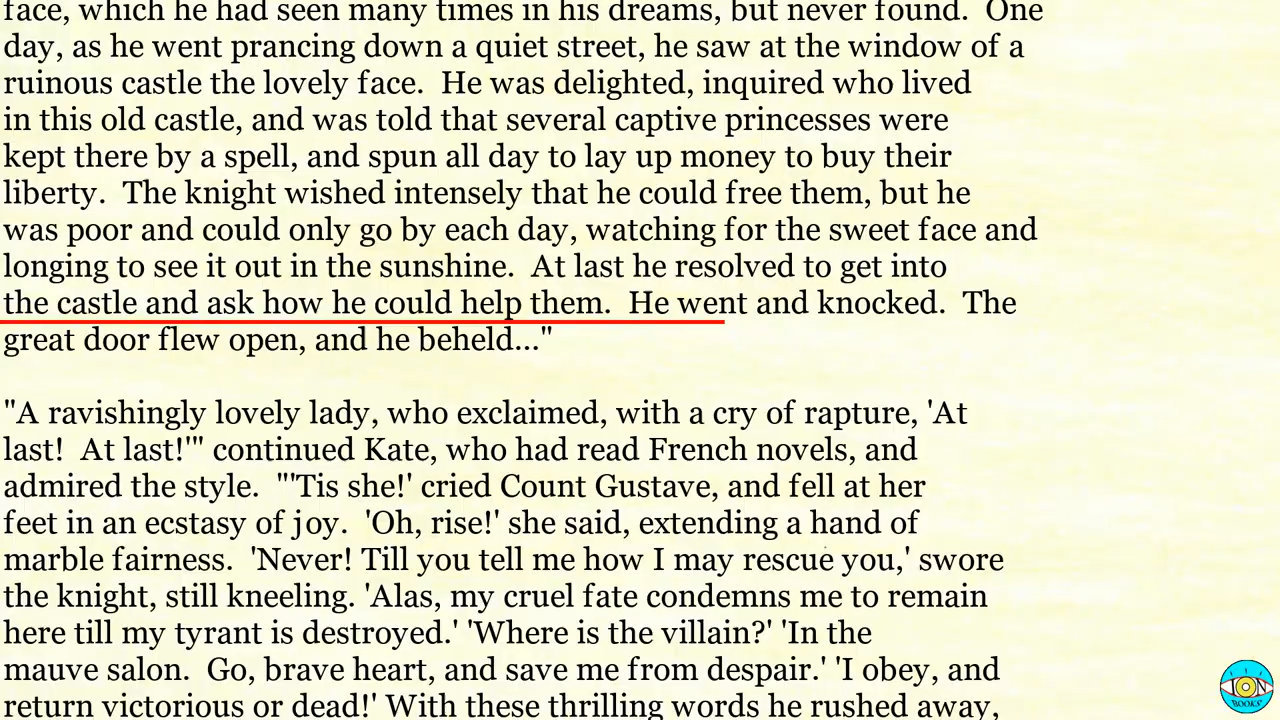 face, which he had seen many times in his dreams, but never found.  One
day, as he went prancing down a quiet street, he saw at the window of a
ruinous castle the lovely face.  He was delighted, inquired who lived
in this old castle, and was told that several captive princesses were
kept there by a spell, and spun all day to lay up money to buy their
liberty.  The knight wished intensely that he could free them, but he
was poor and could only go by each day, watching for the sweet face and
longing to see it out in the sunshine.  At last he resolved to get into
the castle and ask how he could help them.  He went and knocked.  The
great door flew open, and he beheld..."
"A ravishingly lovely lady, who exclaimed, with a cry of rapture, 'At
last!  At last!'" continued Kate, who had read French novels, and
admired the style.  "'Tis she!' cried Count Gustave, and fell at her
feet in an ecstasy of joy.  'Oh, rise!' she said, extending a hand of
marble fairness.  'Never! Till you tell me how I may rescue you,' swore
the knight, still kneeling. 'Alas, my cruel fate condemns me to remain
here till my tyrant is destroyed.' 'Where is the villain?' 'In the
mauve salon.  Go, brave heart, and save me from despair.' 'I obey, and
return victorious or dead!' With these thrilling words he rushed away,
ION
BOOKS